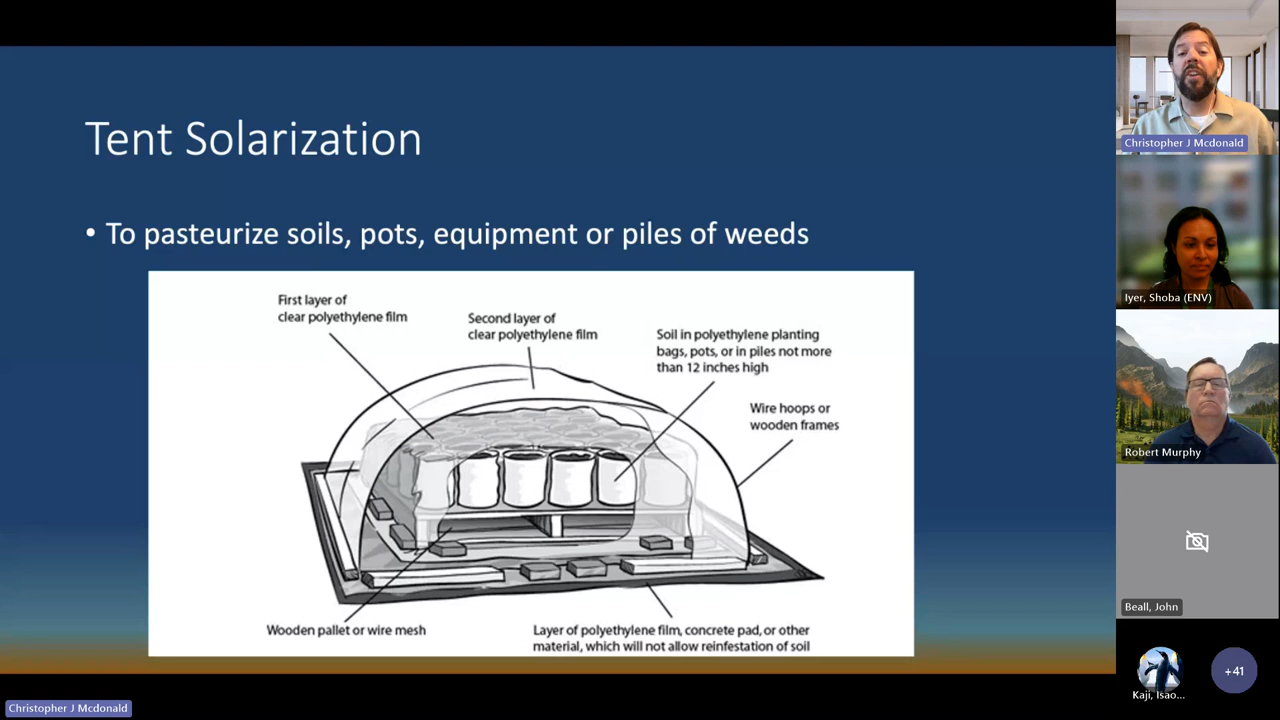 Tent Solarization
• To pasteurize soils, pots, equipment or piles of weeds
First layer of
clear polyethylene film
Second layer of
clear polyethylene film
Soil in polyethylene planting
bags, pots, or in piles not more
than 12 inches high
Wire hoops or
wooden frames
Wooden pallet or wire mesh
Layer of polyethylene film, concrete pad, or other
material, which will not allow reinfestation of soil
Christopher J Mcdonald
Christopher J Mcdonald
Iyer, Shoba (ENV)
Robert Murphy
Beall, John
Kaji, Isao...
+41